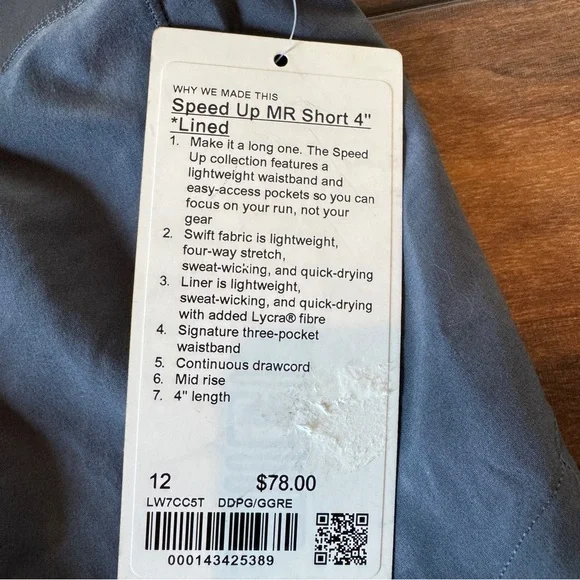 WHY WE MADE THIS
Speed Up MR Short 4"
*Lined
1. Make it a long one. The Speed
Up collection features a
lightweight waistband and
easy-access pockets so you can
focus on your run, not your
gear
2. Swift fabric is lightweight,
four-way stretch,
sweat-wicking, and quick-drying
3. Liner is lightweight,
sweat-wicking, and quick-drying
with added Lycra® fibre
4. Signature three-pocket
waistband
5. Continuous drawcord
6. Mid rise
7. 4" length
12 $78.00
LW7CC5T DDPG/GGRE
000143425389